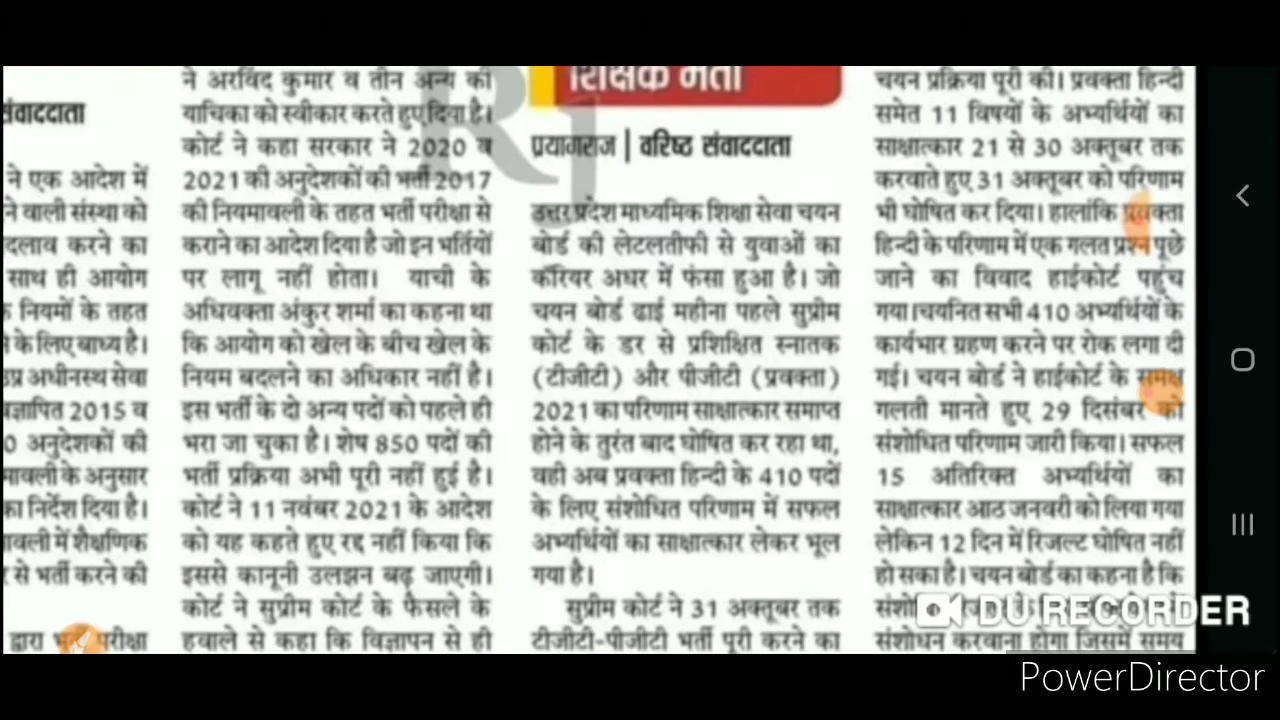 संवाददाता
ने एक आदेश में
ने वाली संस्था को
दलाव करने का
साथ ही आयोग
नियमों के तहत
के लिए बाध्य है।
अधीनस्थ सेवा
2015 व
0 अनुदेशकों की
मावली के अनुसार
का निर्देश दिया है।
में शैक्षणिक
से भर्ती करने की
द्वारा परीक्षा
ने अरविंद कुमार व तीन अन्य की
याचिका को स्वीकार करते हुए दिया है।
कोर्ट ने कहा सरकार ने 2020 व
2021 की अनुदेशकों की भर्ती 2017
की नियमावली के तहत भर्ती परीक्षा से
कराने का आदेश दिया है जो इन भर्तियों
पर लागू नहीं होता। याची के
अधिवक्ता अंकुर शर्मा का कहना था
कि आयोग को खेल के बीच खेल के
नियम बदलने का अधिकार नहीं है।
इस भर्ती के दो अन्य पदों को पहले ही
भरा जा चुका है। शेष 850 पदों की
भर्ती प्रक्रिया अभी पूरी नहीं हुई है।
कोर्ट ने 11 नवंबर 2021 के आदेश
को यह कहते हुए रद्द नहीं किया कि
इससे कानूनी उलझन बढ़ जाएगी।
कोर्ट ने सुप्रीम कोर्ट के फैसले के
हवाले से कहा कि विज्ञापन से ही
शिक्षक भर्ती
प्रयागराज | वरिष्ठ संवाददाता
उत्तर प्रदेश माध्यमिक शिक्षा सेवा चयन
बोर्ड की लेटलतीफी से युवाओं का
कॅरियर अधर में फंसा हुआ है। जो
चयन बोर्ड ढाई महीना पहले सुप्रीम
कोर्ट के डर से प्रशिक्षित स्नातक
(टीजीटी) और पीजीटी (प्रवक्ता)
2021 का परिणाम साक्षात्कार समाप्त
होने के तुरंत बाद घोषित कर रहा था,
वही अब प्रवक्ता हिन्दी के 410 पदों
के लिए संशोधित परिणाम में सफल
अभ्यर्थियों का साक्षात्कार लेकर भूल
गया है।
सुप्रीम कोर्ट ने 31 अक्तूबर तक
टीजीटी-पीजीटी भर्ती पूरी करने का
चयन प्रक्रिया पूरी की। प्रवक्ता हिन्दी
समेत 11 विषयों के अभ्यर्थियों का
साक्षात्कार 21 से 30 अक्तूबर तक
करवाते हुए 31 अक्तूबर को परिणाम
भी घोषित कर दिया। हालांकि प्रवक्ता
हिन्दी के परिणाम में एक गलत प्रश्न पूछे
जाने का विवाद हाईकोर्ट पहुंच
गया। चयनित सभी 410 अभ्यर्थियों के
कार्यभार ग्रहण करने पर रोक लगा दी
गई। चयन बोर्ड ने हाईकोर्ट के समक्ष
गलती मानते हुए 29 दिसंबर को
संशोधित परिणाम जारी किया। सफल
15 अतिरिक्त अभ्यर्थियों का
साक्षात्कार आठ जनवरी को लिया गया
लेकिन 12 दिन में रिजल्ट घोषित नहीं
हो सका है। चयन बोर्ड का कहना है कि
संशोधन करवाना होगा जिसमें समय
DU RECORDER
PowerDirector